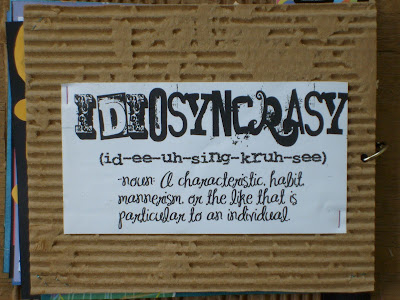 IDIOSYNCRASY
(id-ee-uh-sing-kruh-see)
-noun: A characteristic, habit
mannerism, or the like that is
particular to an individual.